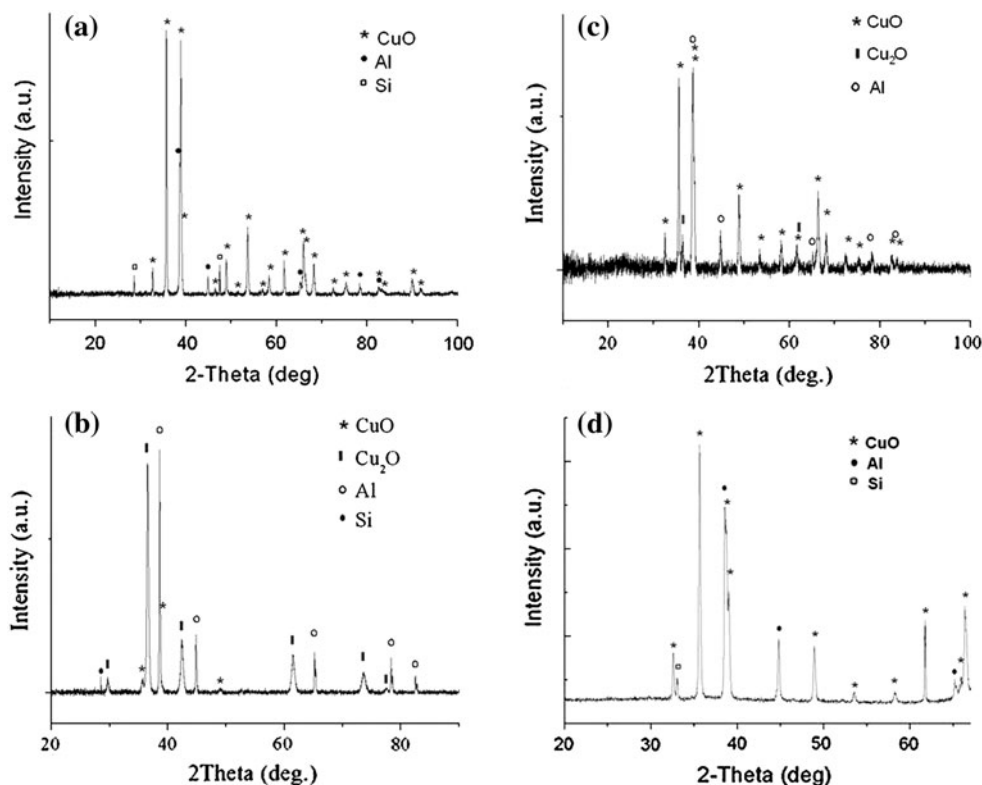 (a)
* CuO
• Al
□ Si
Intensity (a.u.)
20 40 60 80 100
2-Theta (deg)
(c)
* CuO
▮ Cu₂O
o Al
Intensity (a.u.)
20 40 60 80 100
2Theta (deg.)
(b)
* CuO
▮ Cu₂O
o Al
• Si
Intensity (a.u.)
20 40 60 80
2Theta (deg.)
(d)
* CuO
• Al
□ Si
Intensity (a.u.)
20 30 40 50 60
2-Theta (deg)